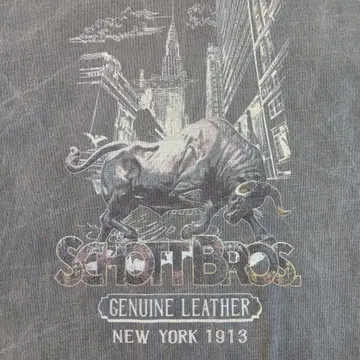 SCHOTT BROS.
GENUINE LEATHER
NEW YORK 1913